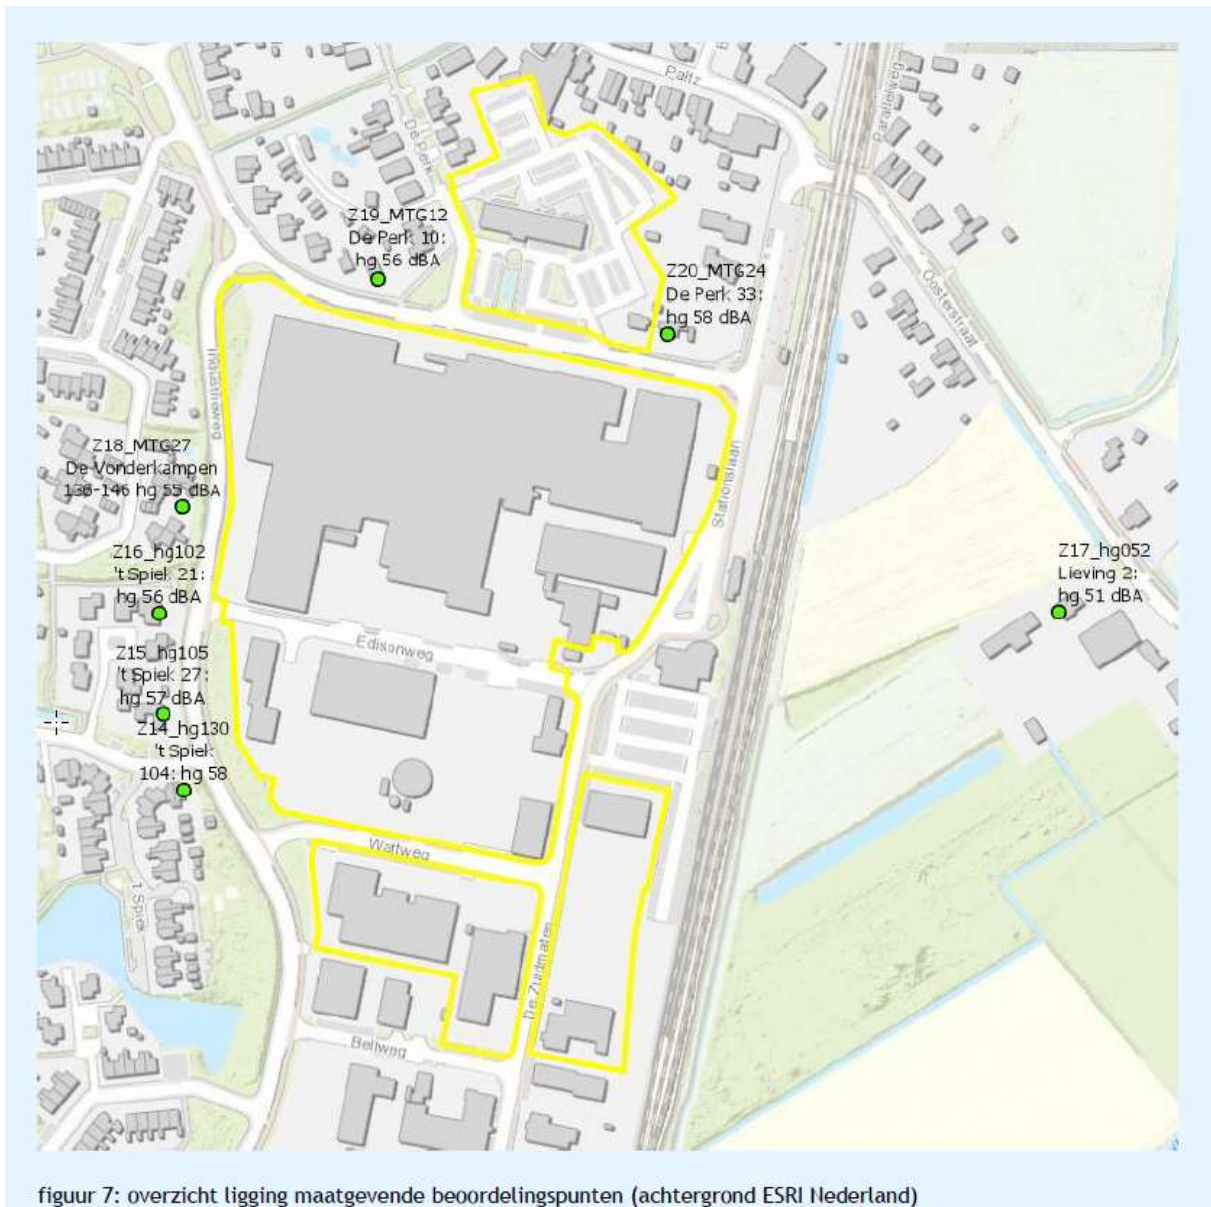 Paltz
Parallelweg
De Perk
Z19_MTG12
De Perk 10:
hg 56 dBA
Z20_MTG24
De Perk 33:
hg 58 dBA
Oosterstraat
Industrieweg
Z18_MTG27
De Vonderkampen
136-146 hg 55 dBA
Stationslaan
Z16_hg102
't Spiek 21:
hg 56 dBA
Z17_hg052
Lieving 2:
hg 51 dBA
Edisonweg
Z15_hg105
't Spiek 27:
hg 57 dBA
Z14_hg130
't Spiek
104: hg 58
Wattweg
't Spiek
De Zuidmaten
Bellweg
figuur 7: overzicht ligging maatgevende beoordelingspunten (achtergrond ESRI Nederland)